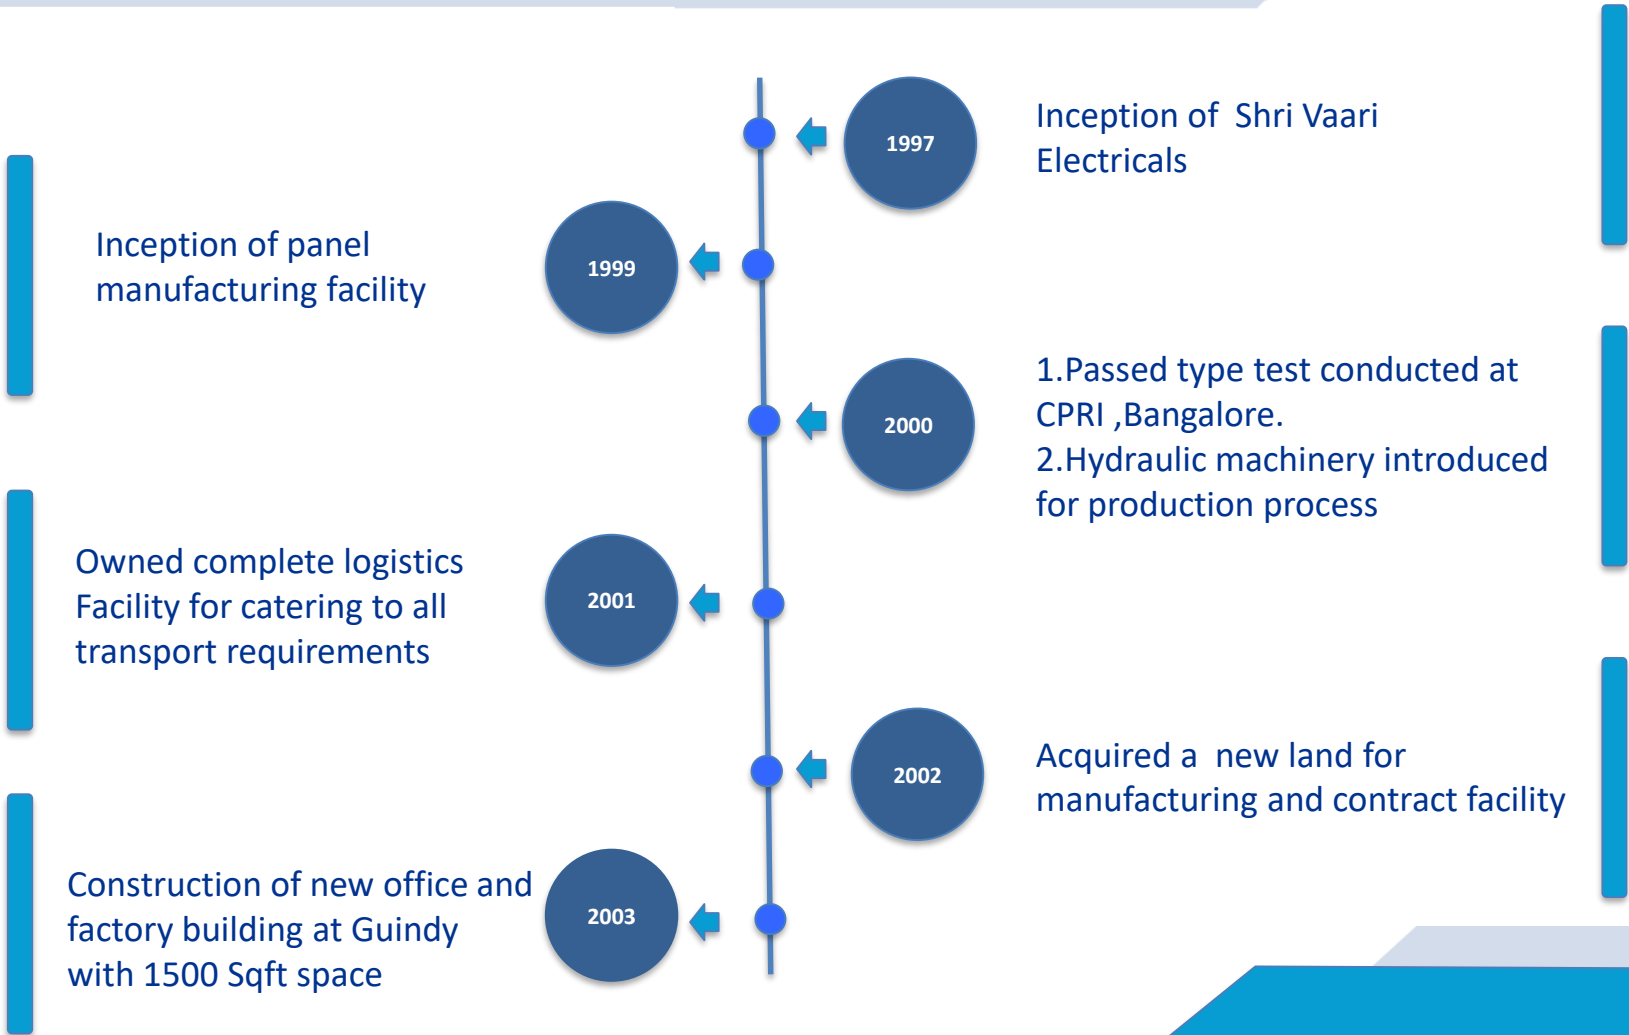 1997
Inception of  Shri Vaari
Electricals
Inception of panel
manufacturing facility
1999
2000
1.Passed type test conducted at
CPRI ,Bangalore.
2.Hydraulic machinery introduced
for production process
Owned complete logistics
Facility for catering to all
transport requirements
2001
2002
Acquired a  new land for
manufacturing and contract facility
Construction of new office and
factory building at Guindy
with 1500 Sqft space
2003